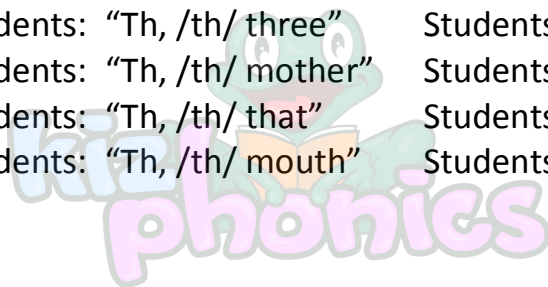 dents: “Th, /th/ three” Students
dents: “Th, /th/ mother” Students
dents: “Th, /th/ that” Students
dents: “Th, /th/ mouth” Students
kiz
phonics